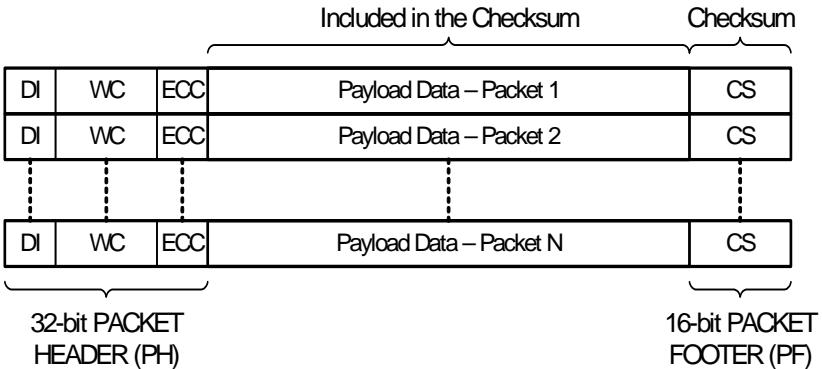 Included in the Checksum Checksum
DI WC ECC Payload Data – Packet 1 CS
DI WC ECC Payload Data – Packet 2 CS
DI WC ECC Payload Data – Packet N CS
32-bit PACKET 16-bit PACKET
HEADER (PH) FOOTER (PF)